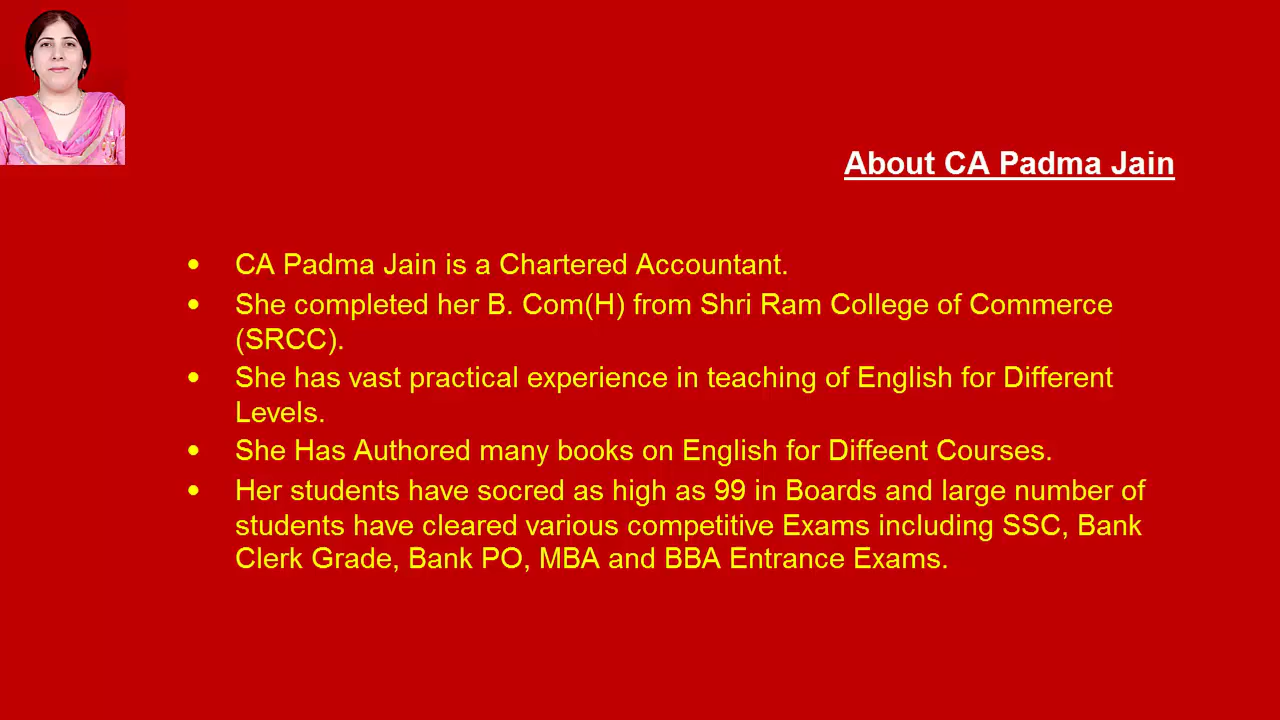 About CA Padma Jain
• CA Padma Jain is a Chartered Accountant.
• She completed her B. Com(H) from Shri Ram College of Commerce
(SRCC).
• She has vast practical experience in teaching of English for Different
Levels.
• She Has Authored many books on English for Diffeent Courses.
• Her students have socred as high as 99 in Boards and large number of
students have cleared various competitive Exams including SSC, Bank
Clerk Grade, Bank PO, MBA and BBA Entrance Exams.